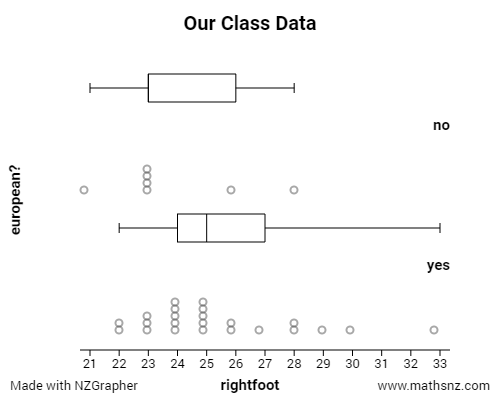 Our Class Data
no
european?
yes
21 22 23 24 25 26 27 28 29 30 31 32 33
Made with NZGrapher rightfoot www.mathsnz.com